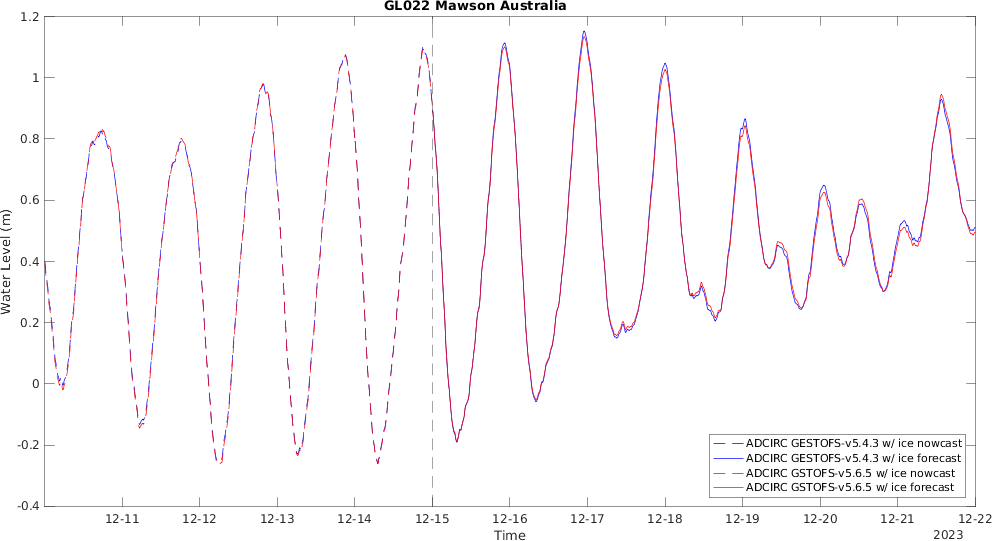 GL022 Mawson Australia
1.2
1
0.8
0.6
0.4
0.2
0
-0.2
-0.4
Water Level (m)
ADCIRC GESTOFS-v5.4.3 w/ ice nowcast
ADCIRC GESTOFS-v5.4.3 w/ ice forecast
ADCIRC GSTOFS-v5.6.5 w/ ice nowcast
ADCIRC GSTOFS-v5.6.5 w/ ice forecast
12-11 12-12 12-13 12-14 12-15 12-16 12-17 12-18 12-19 12-20 12-21 12-22
Time
2023